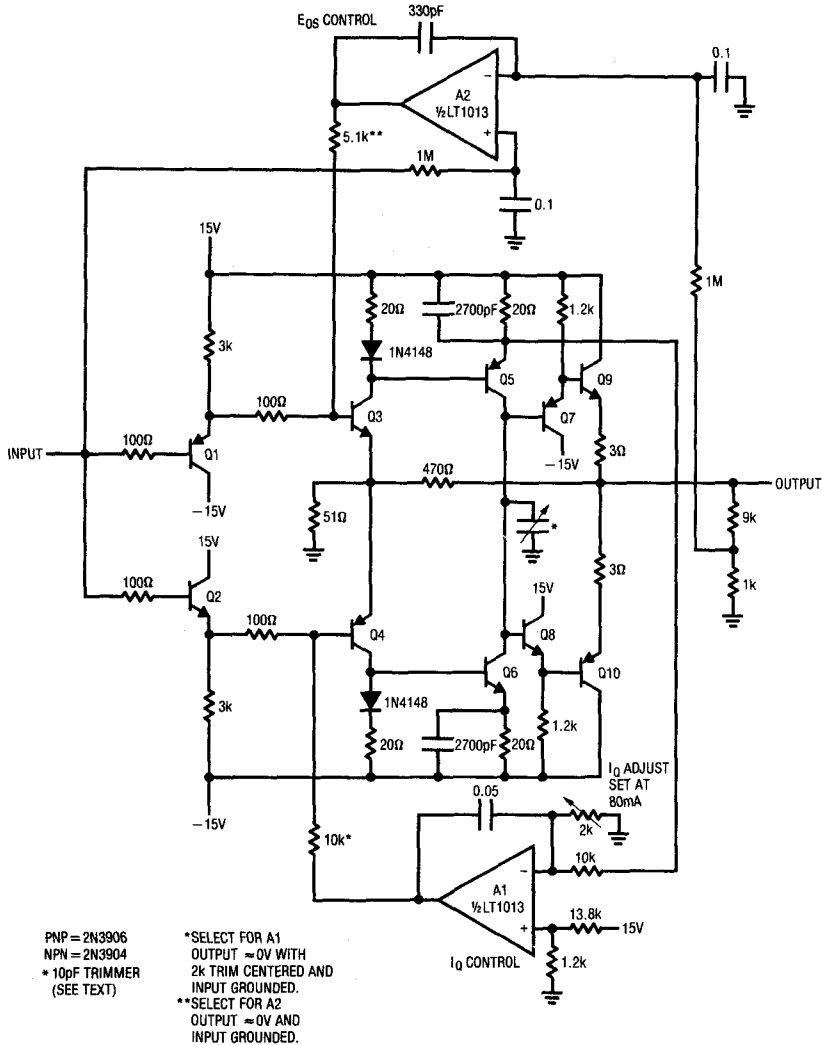 E_OS CONTROL
330pF
0.1
A2
½LT1013
−
+
5.1k**
1M
0.1
15V
1M
20Ω
2700pF
20Ω
1.2k
3k
1N4148
Q5
Q9
100Ω
Q3
Q7
INPUT
100Ω
Q1
−15V
3Ω
−15V
470Ω
OUTPUT
51Ω
*
9k
15V
3Ω
1k
100Ω
Q2
15V
100Ω
Q4
Q8
Q6
Q10
1N4148
3k
1.2k
20Ω
2700pF
20Ω
−15V
I_Q ADJUST
SET AT
80mA
0.05
2k
10k*
10k
A1
½LT1013
−
+
13.8k
15V
1.2k
I_Q CONTROL
PNP = 2N3906
NPN = 2N3904
* 10pF TRIMMER
(SEE TEXT)
*SELECT FOR A1
OUTPUT ≈ 0V WITH
2k TRIM CENTERED AND
INPUT GROUNDED.
**SELECT FOR A2
OUTPUT ≈ 0V AND
INPUT GROUNDED.